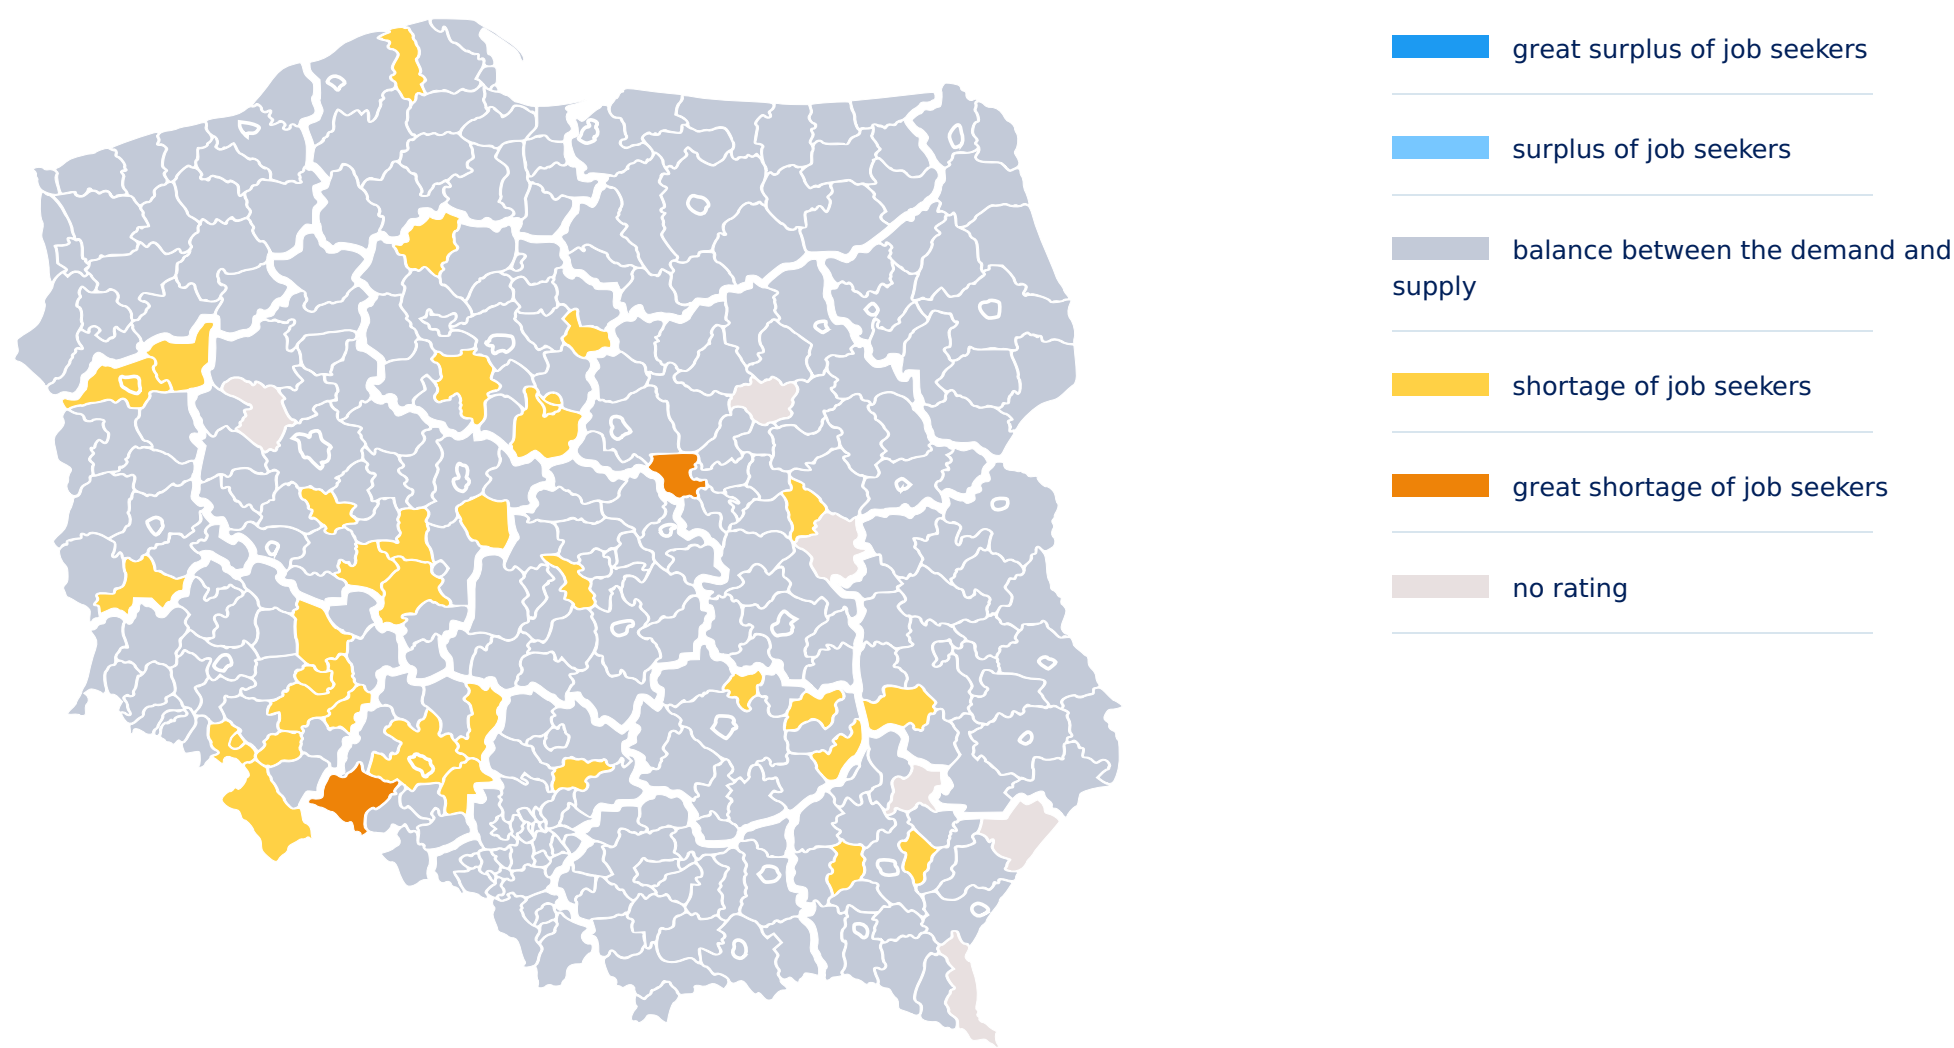 great surplus of job seekers
surplus of job seekers
balance between the demand and
supply
shortage of job seekers
great shortage of job seekers
no rating